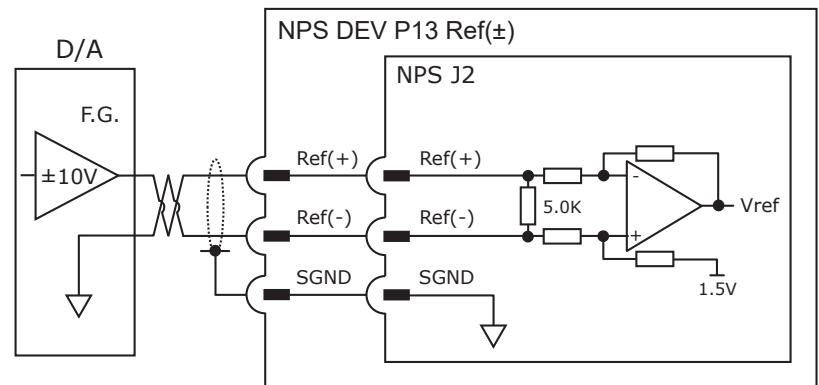 NPS DEV P13 Ref(±)
D/A
NPS J2
F.G.
±10V
Ref(+)
Ref(+)
-
5.0K
Vref
Ref(-)
Ref(-)
+
SGND
SGND
1.5V